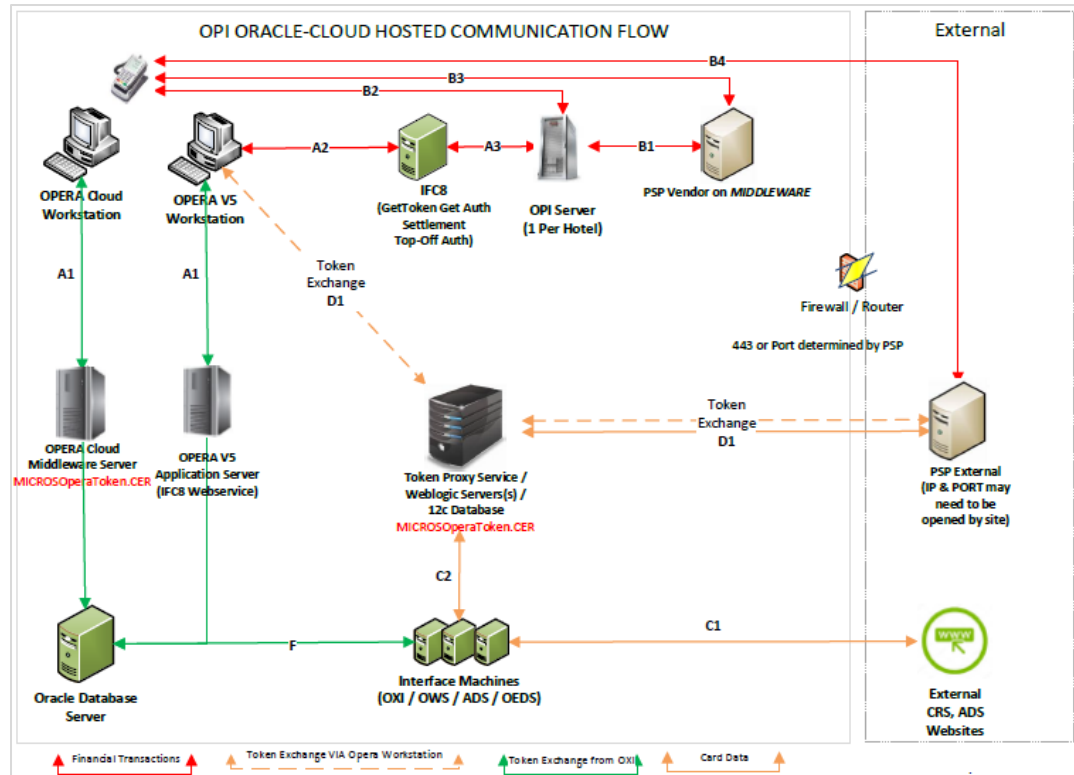 OPI ORACLE-CLOUD HOSTED COMMUNICATION FLOW
External
B4
B3
B2
A2
A3
B1
OPERA Cloud
Workstation
OPERA V5
Workstation
IFC8
(GetToken Get Auth
Settlement
Top-Off Auth)
OPI Server
(1 Per Hotel)
PSP Vendor on MIDDLEWARE
A1
A1
Token
Exchange
D1
Firewall / Router
443 or Port determined by PSP
OPERA Cloud
Middleware Server
MICROSOperaToken.CER
OPERA V5
Application Server
(IFC8 Webservice)
Token Proxy Service /
Weblogic Servers(s) /
12c Database
MICROSOperaToken.CER
Token
Exchange
D1
PSP External
(IP & PORT may
need to be
opened by site)
C2
F
C1
WWW
Oracle Database
Server
Interface Machines
(OXI / OWS / ADS / OEDS)
External
CRS, ADS
Websites
Financial Transactions
Token Exchange VIA Opera Workstation
Token Exchange from OXI
Card Data